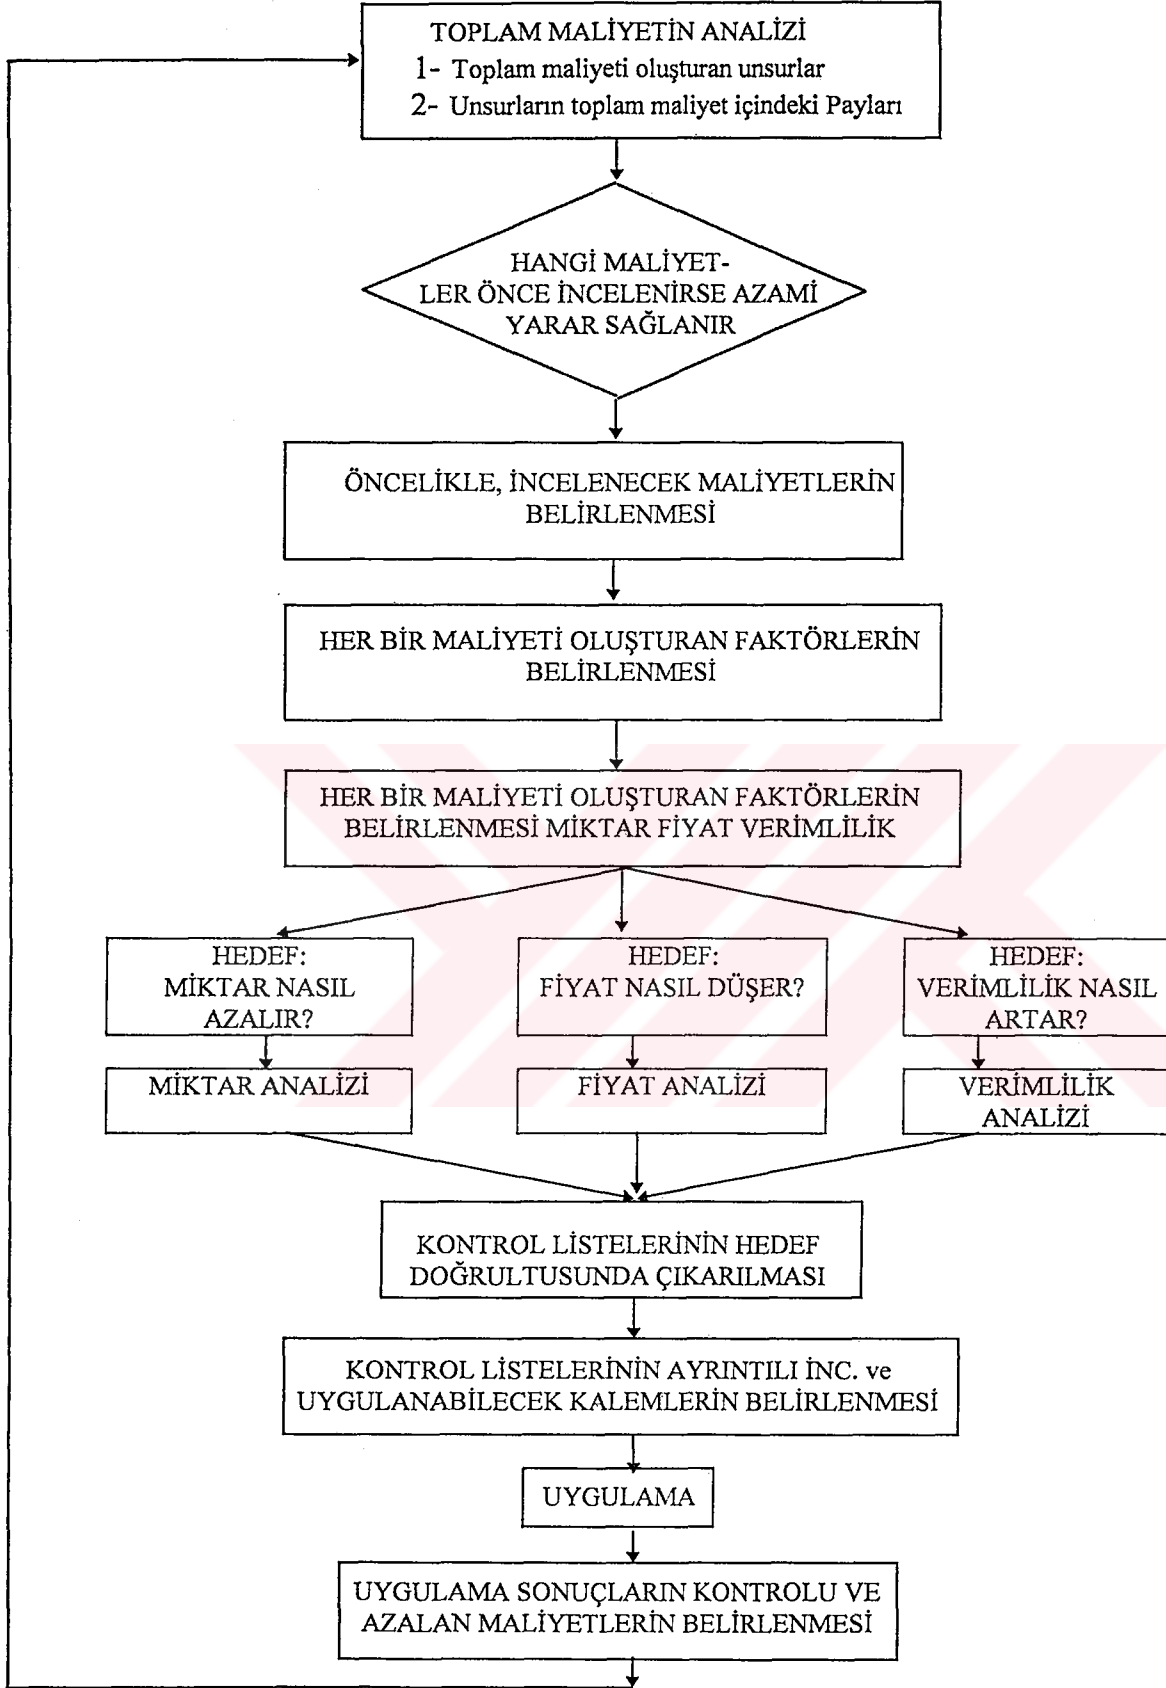 TOPLAM MALİYETİN ANALİZİ
1- Toplam maliyeti oluşturan unsurlar
2- Unsurların toplam maliyet içindeki Payları
HANGİ MALİYET-
LER ÖNCE İNCELENİRSE AZAMİ
YARAR SAĞLANIR
ÖNCELİKLE, İNCELENECEK MALİYETLERİN
BELİRLENMESİ
HER BİR MALİYETİ OLUŞTURAN FAKTÖRLERİN
BELİRLENMESİ
HER BİR MALİYETİ OLUŞTURAN FAKTÖRLERİN
BELİRLENMESİ MİKTAR FİYAT VERİMLİLİK
HEDEF:
MİKTAR NASIL
AZALIR?
HEDEF:
FİYAT NASIL DÜŞER?
HEDEF:
VERİMLİLİK NASIL
ARTAR?
MİKTAR ANALİZİ
FİYAT ANALİZİ
VERİMLİLİK
ANALİZİ
KONTROL LİSTELERİNİN HEDEF
DOĞRULTUSUNDA ÇIKARILMASI
KONTROL LİSTELERİNİN AYRINTILI İNC. ve
UYGULANABİLECEK KALEMLERİN BELİRLENMESİ
UYGULAMA
UYGULAMA SONUÇLARIN KONTROLU VE
AZALAN MALİYETLERİN BELİRLENMESİ